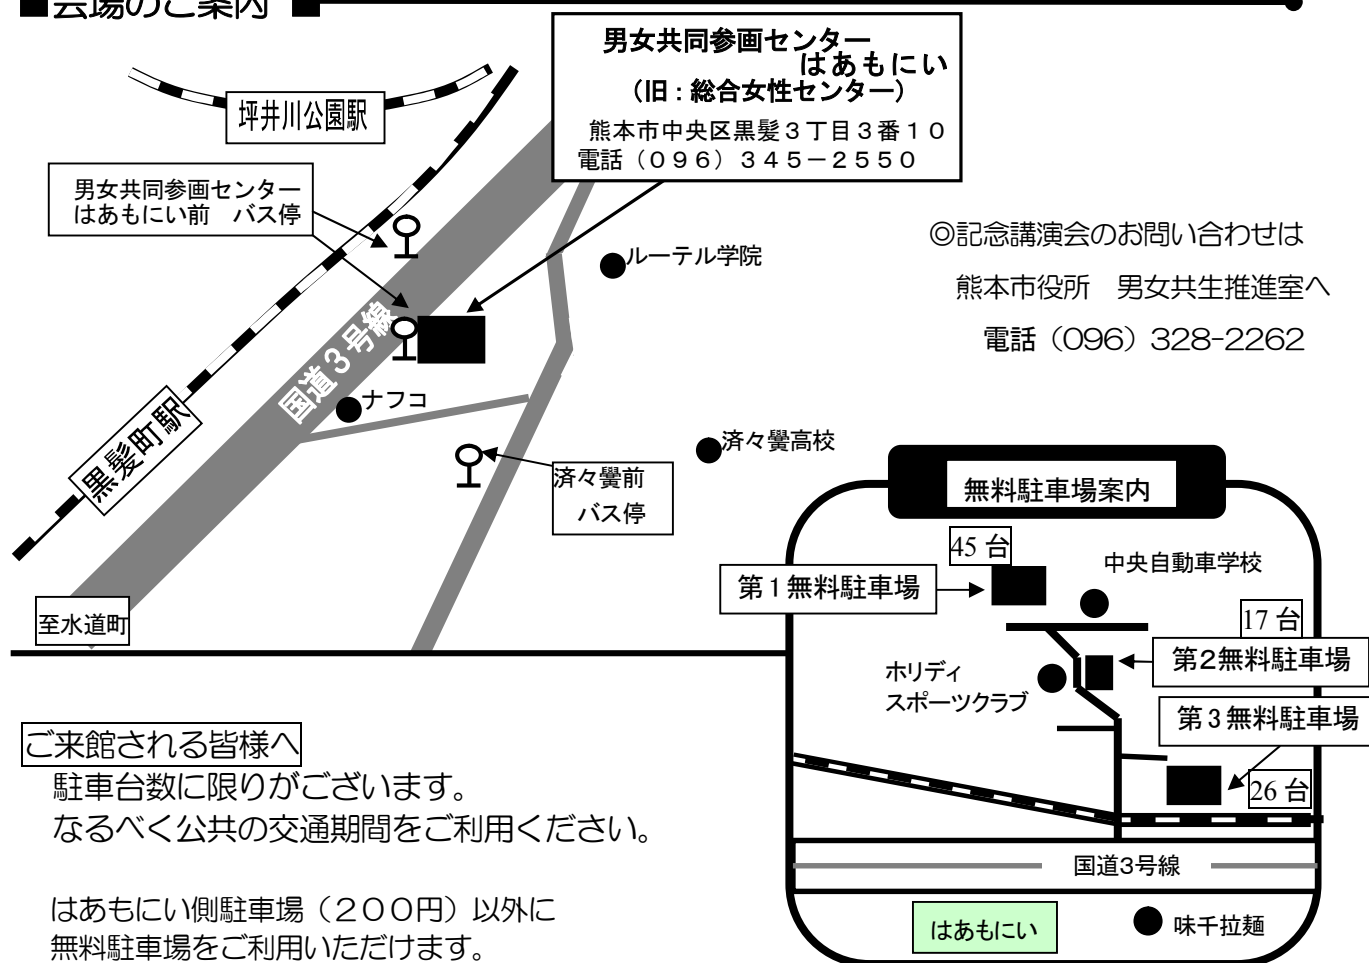 ■会場のご案内 ■
男女共同参画センター
はあもにい
（旧：総合女性センター）
熊本市中央区黒髪３丁目３番１０
電話（０９６）３４５－２５５０
坪井川公園駅
男女共同参画センター
はあもにい前　バス停
ルーテル学院
国道３号線
ナフコ
黒髪町駅
済々黌高校
済々黌前
バス停
至水道町
◎記念講演会のお問い合わせは
熊本市役所　男女共生推進室へ
電話（096）328-2262
無料駐車場案内
45 台
中央自動車学校
第１無料駐車場
17 台
第２無料駐車場
ホリディ
スポーツクラブ
第３無料駐車場
26 台
国道3号線
はあもにい
味千拉麺
ご来館される皆様へ
駐車台数に限りがございます。
なるべく公共の交通期間をご利用ください。
はあもにい側駐車場（２００円）以外に
無料駐車場をご利用いただけます。